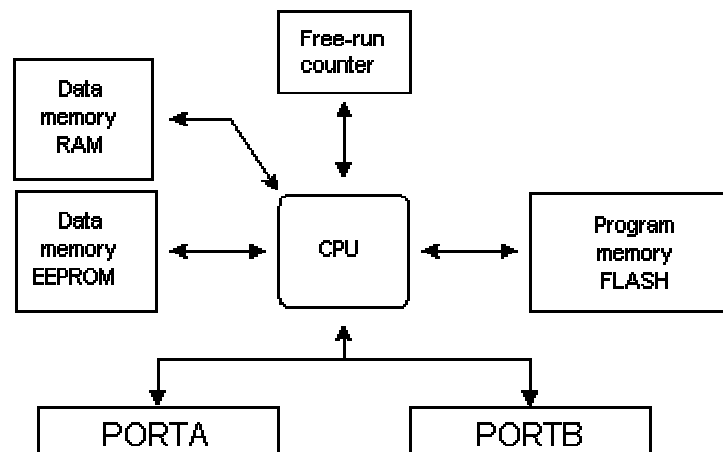 Free-run
counter
Data
memory
RAM
Data
memory
EEPROM
CPU
Program
memory
FLASH
PORTA
PORTB